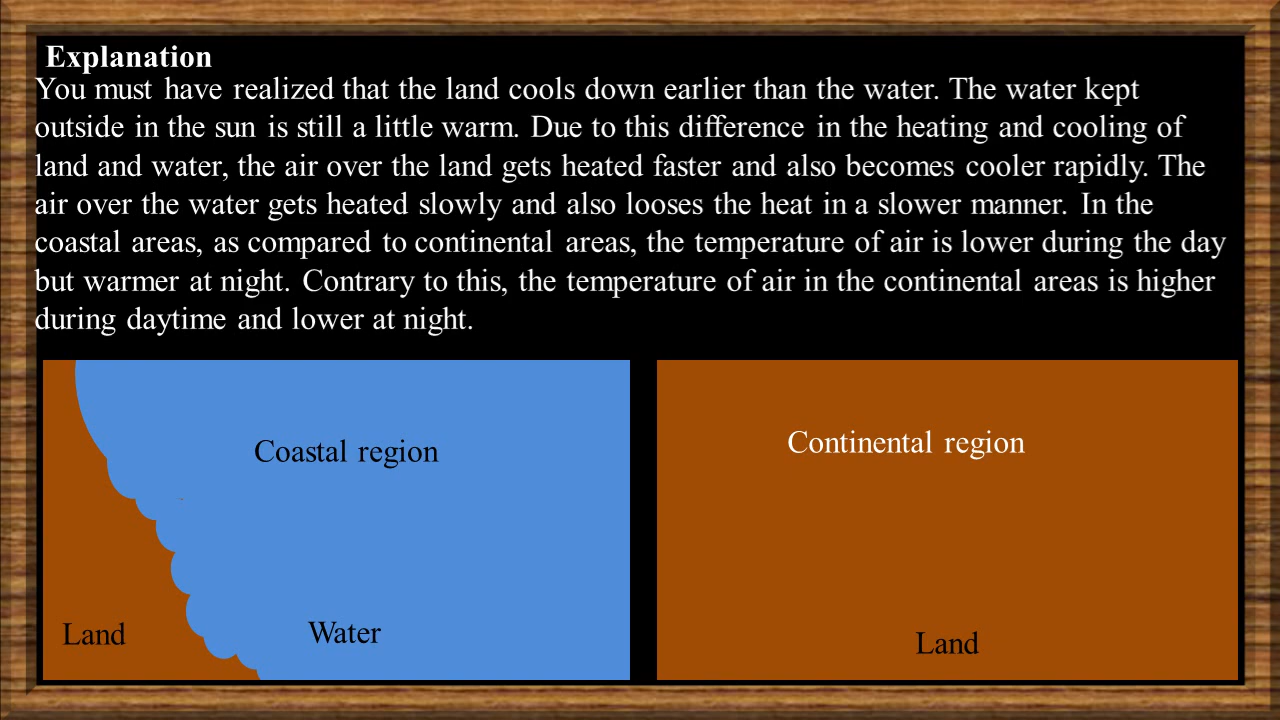 Explanation
You must have realized that the land cools down earlier than the water. The water kept
outside in the sun is still a little warm. Due to this difference in the heating and cooling of
land and water, the air over the land gets heated faster and also becomes cooler rapidly. The
air over the water gets heated slowly and also looses the heat in a slower manner. In the
coastal areas, as compared to continental areas, the temperature of air is lower during the day
but warmer at night. Contrary to this, the temperature of air in the continental areas is higher
during daytime and lower at night.
Coastal region
Land
Water
Continental region
Land